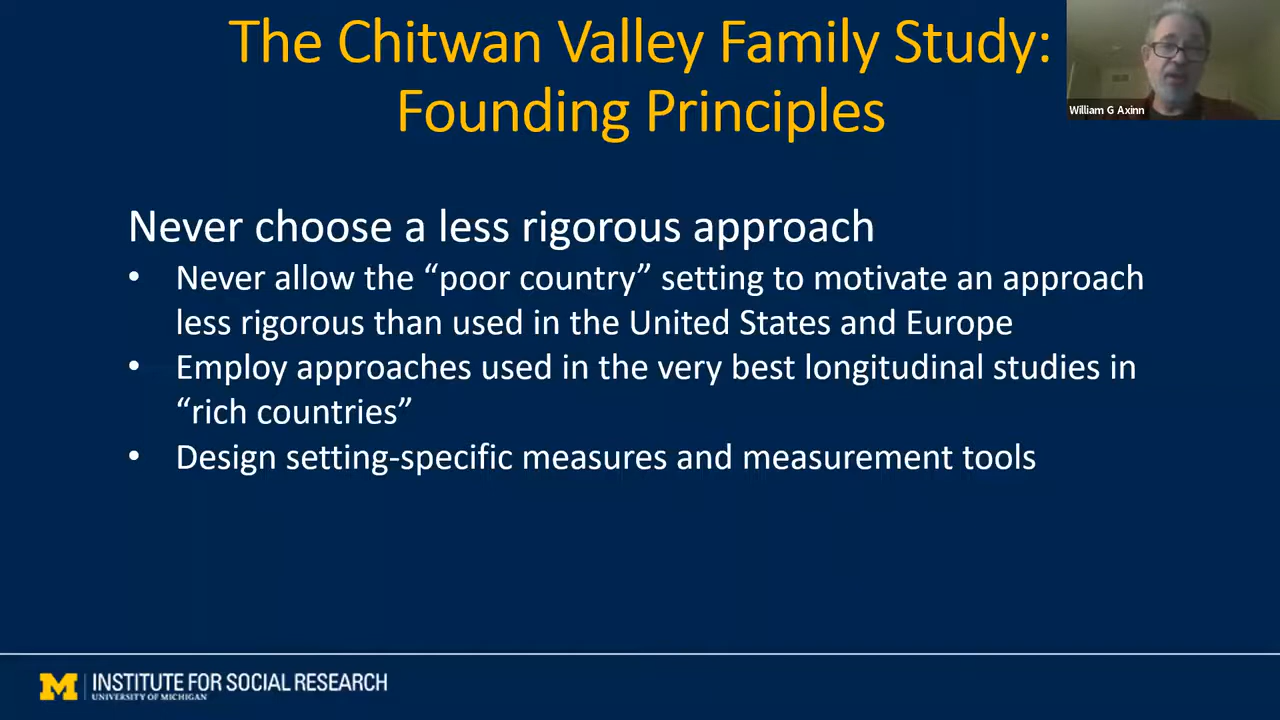 The Chitwan Valley Family Study:
Founding Principles
William G Axinn
Never choose a less rigorous approach
• Never allow the “poor country” setting to motivate an approach
less rigorous than used in the United States and Europe
• Employ approaches used in the very best longitudinal studies in
“rich countries”
• Design setting-specific measures and measurement tools
M INSTITUTE FOR SOCIAL RESEARCH
UNIVERSITY OF MICHIGAN